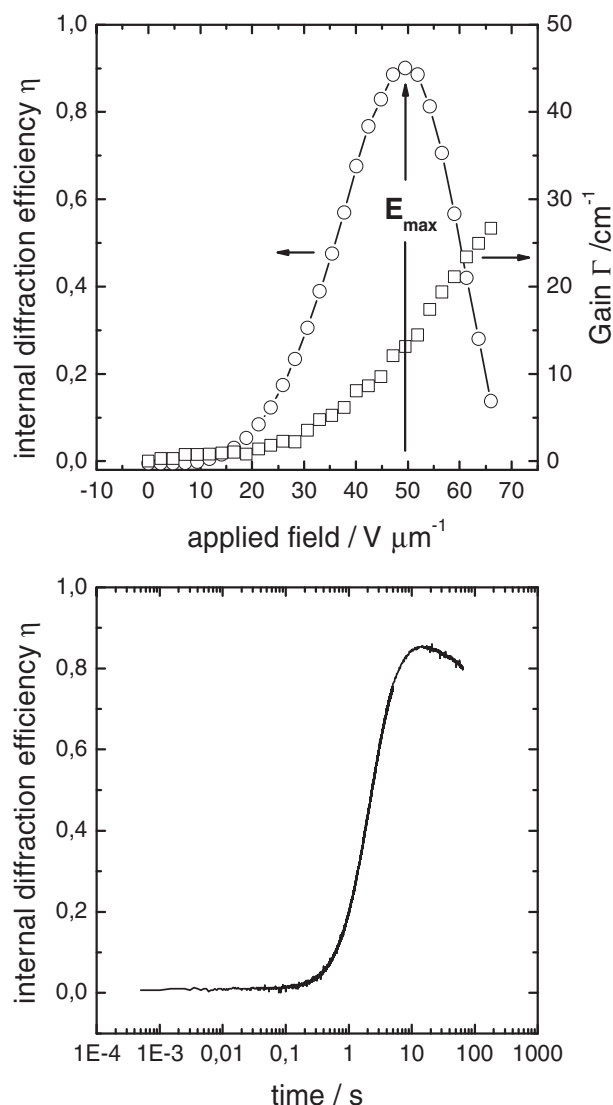 internal diffraction efficiency η
1,0
0,8
0,6
0,4
0,2
0,0
E_max
50
40
30
20
10
0
Gain Γ /cm⁻¹
-10 0 10 20 30 40 50 60 70
applied field / V μm⁻¹
internal diffraction efficiency η
1,0
0,8
0,6
0,4
0,2
0,0
1E-4 1E-3 0,01 0,1 1 10 100 1000
time / s